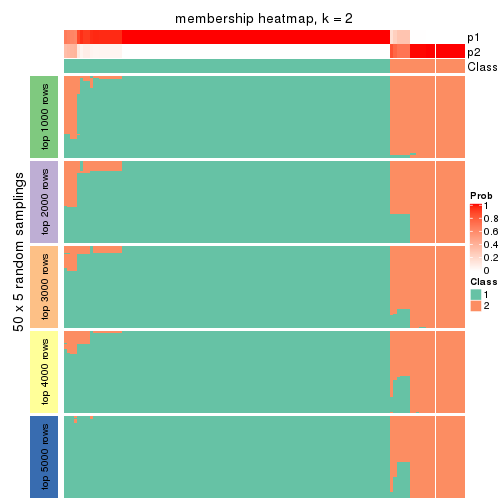 membership heatmap, k = 2
p1
p2
Class
50 x 5 random samplings
top 1000 rows
top 2000 rows
top 3000 rows
top 4000 rows
top 5000 rows
Prob
1
0.8
0.6
0.4
0.2
0
Class
1
2